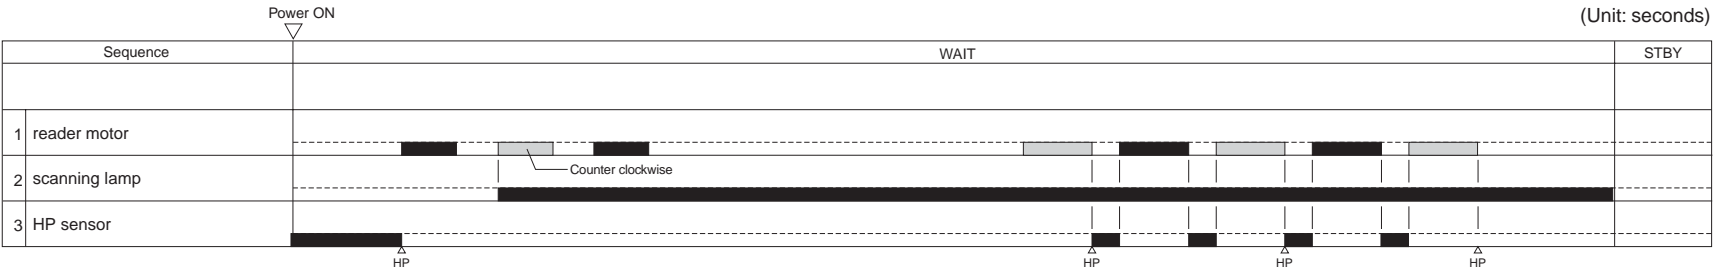 Power ON
(Unit: seconds)
Sequence WAIT STBY
1 reader motor
Counter clockwise
2 scanning lamp
3 HP sensor
HP HP HP HP